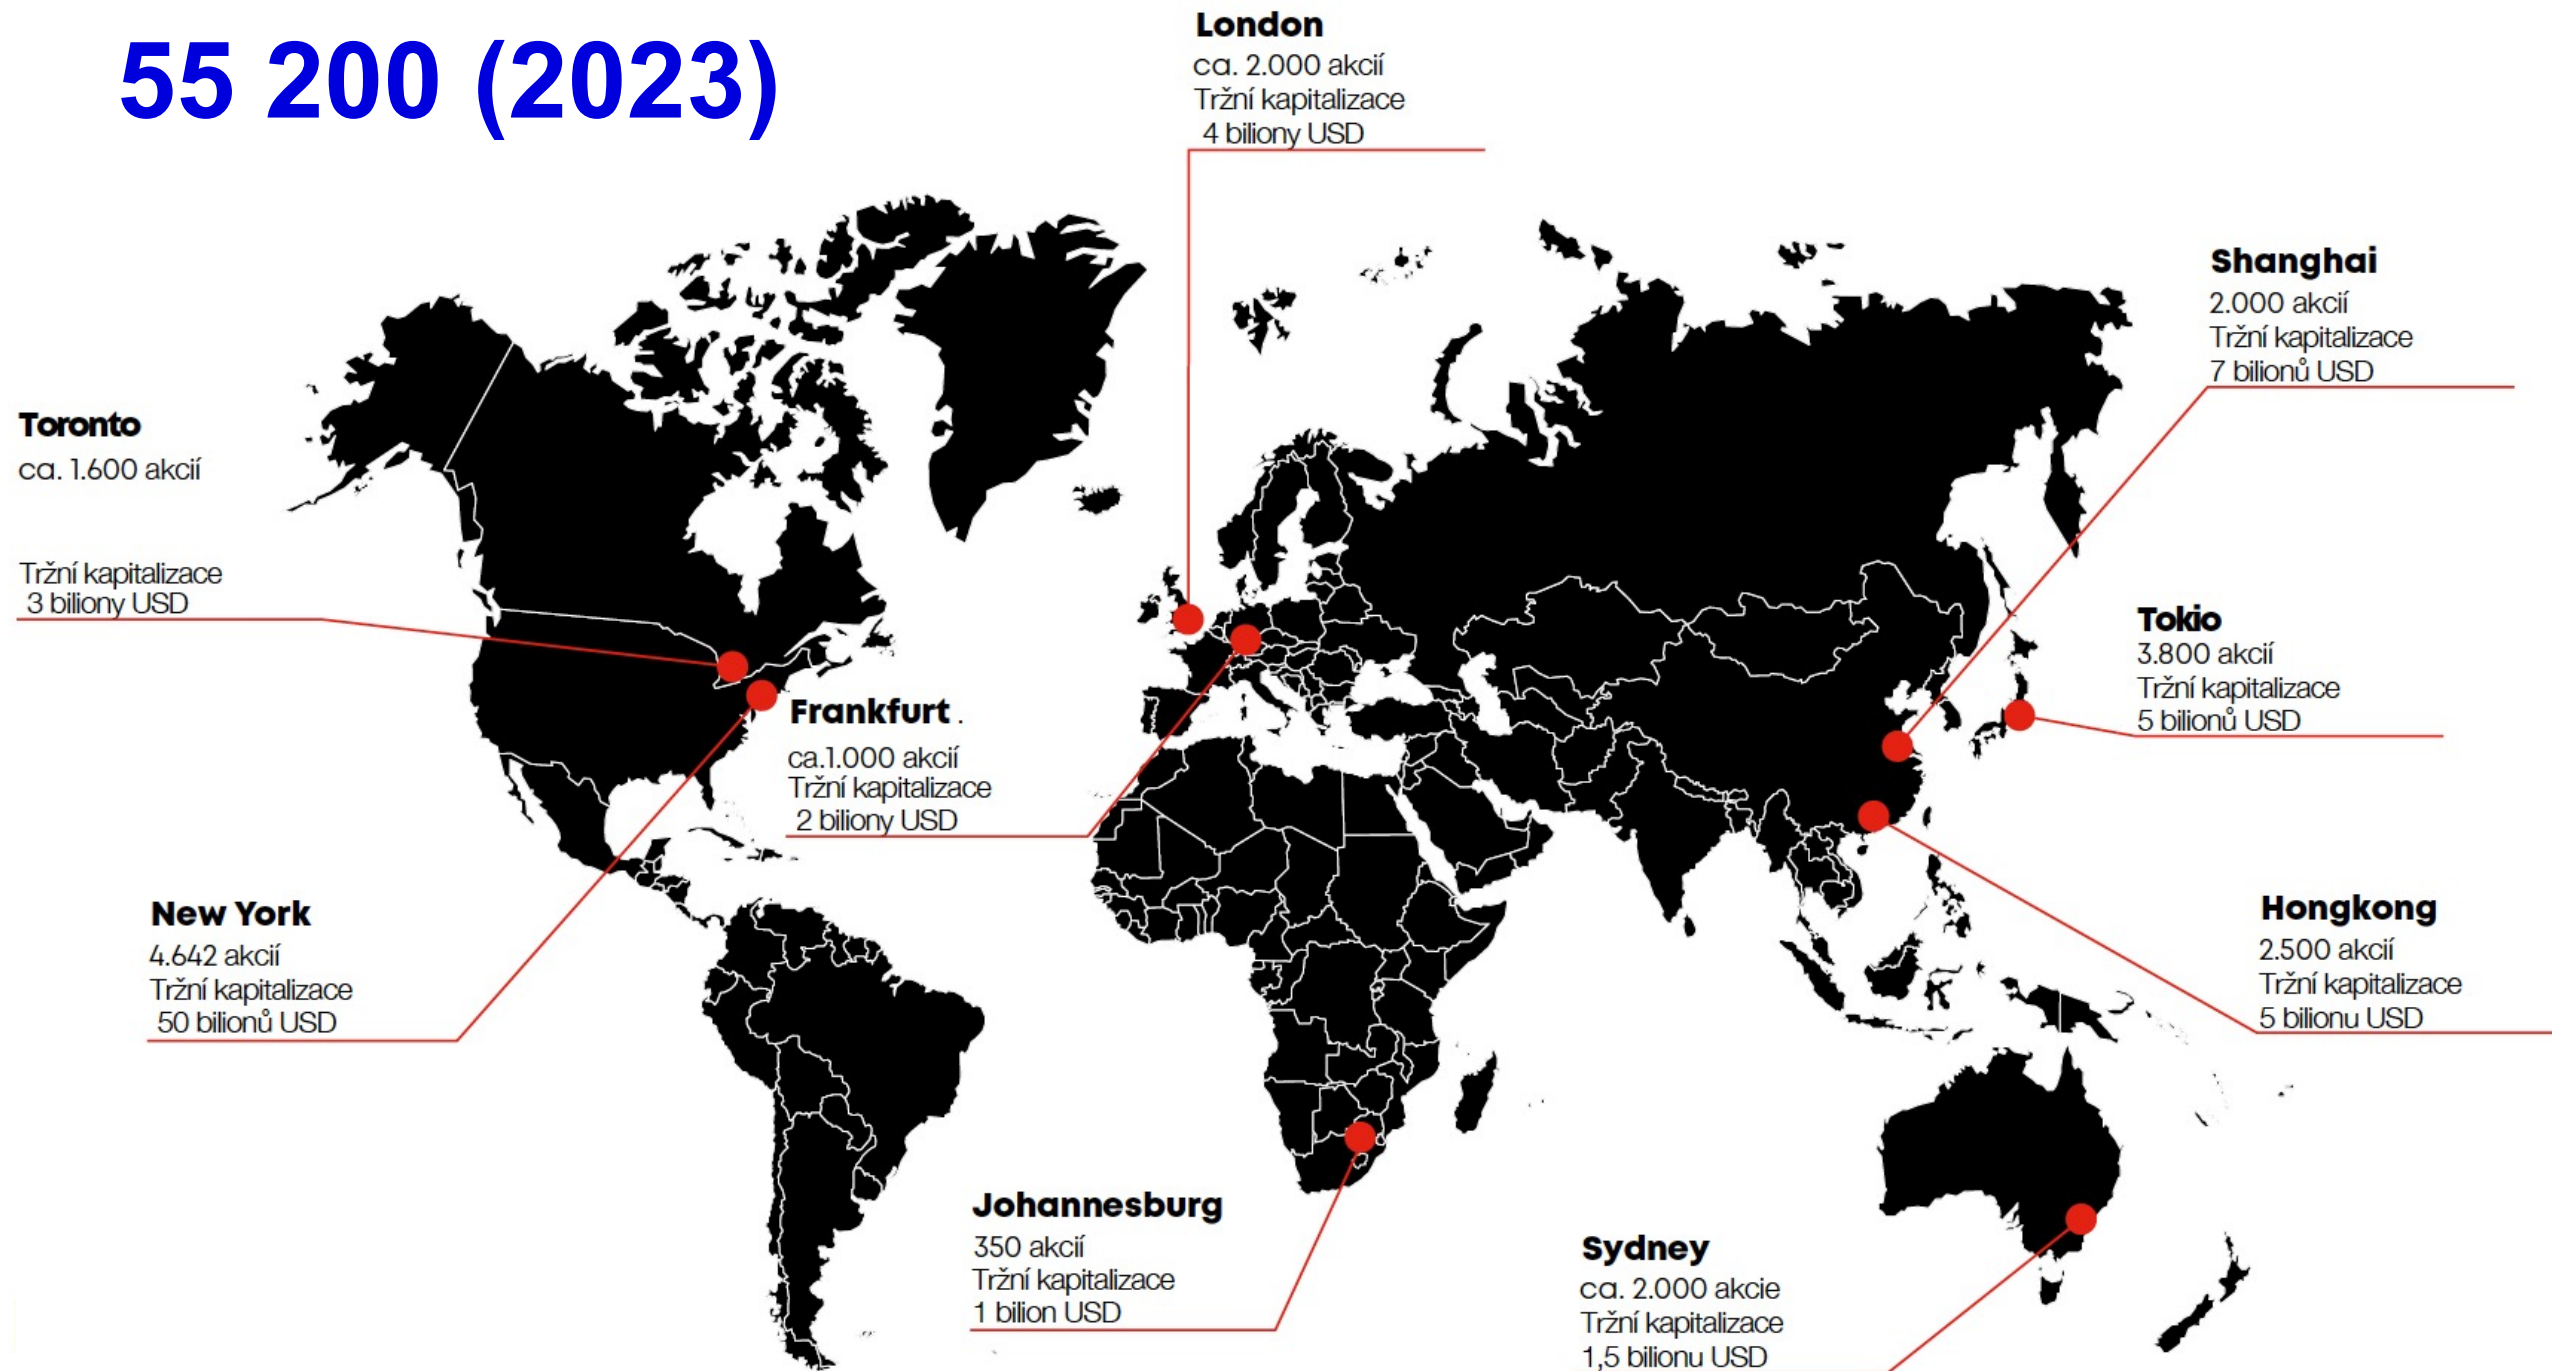 55 200 (2023)
London
ca. 2.000 akcií
Tržní kapitalizace
4 biliony USD
Shanghai
2.000 akcií
Tržní kapitalizace
7 bilionů USD
Toronto
ca. 1.600 akcií
Tržní kapitalizace
3 biliony USD
Tokio
3.800 akcií
Tržní kapitalizace
5 bilionů USD
Frankfurt .
ca.1.000 akcií
Tržní kapitalizace
2 biliony USD
New York
4.642 akcií
Tržní kapitalizace
50 bilionů USD
Hongkong
2.500 akcií
Tržní kapitalizace
5 bilionu USD
Johannesburg
350 akcií
Tržní kapitalizace
1 bilion USD
Sydney
ca. 2.000 akcie
Tržní kapitalizace
1,5 bilionu USD